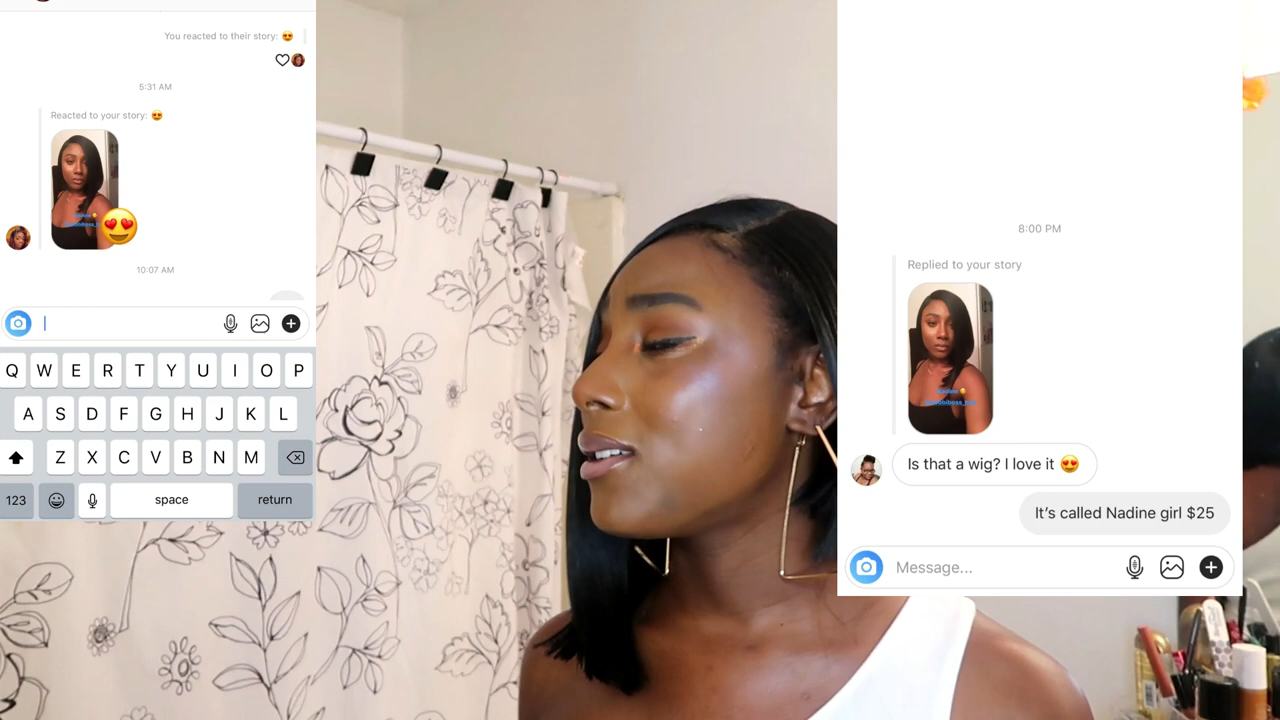 You reacted to their story: 😍
5:31 AM
Reacted to your story: 😍
10:07 AM
Q W E R T Y U I O P
A S D F G H J K L
Z X C V B N M
123
space
return
8:00 PM
Replied to your story
Is that a wig? I love it 😍
It’s called Nadine girl $25
Message...